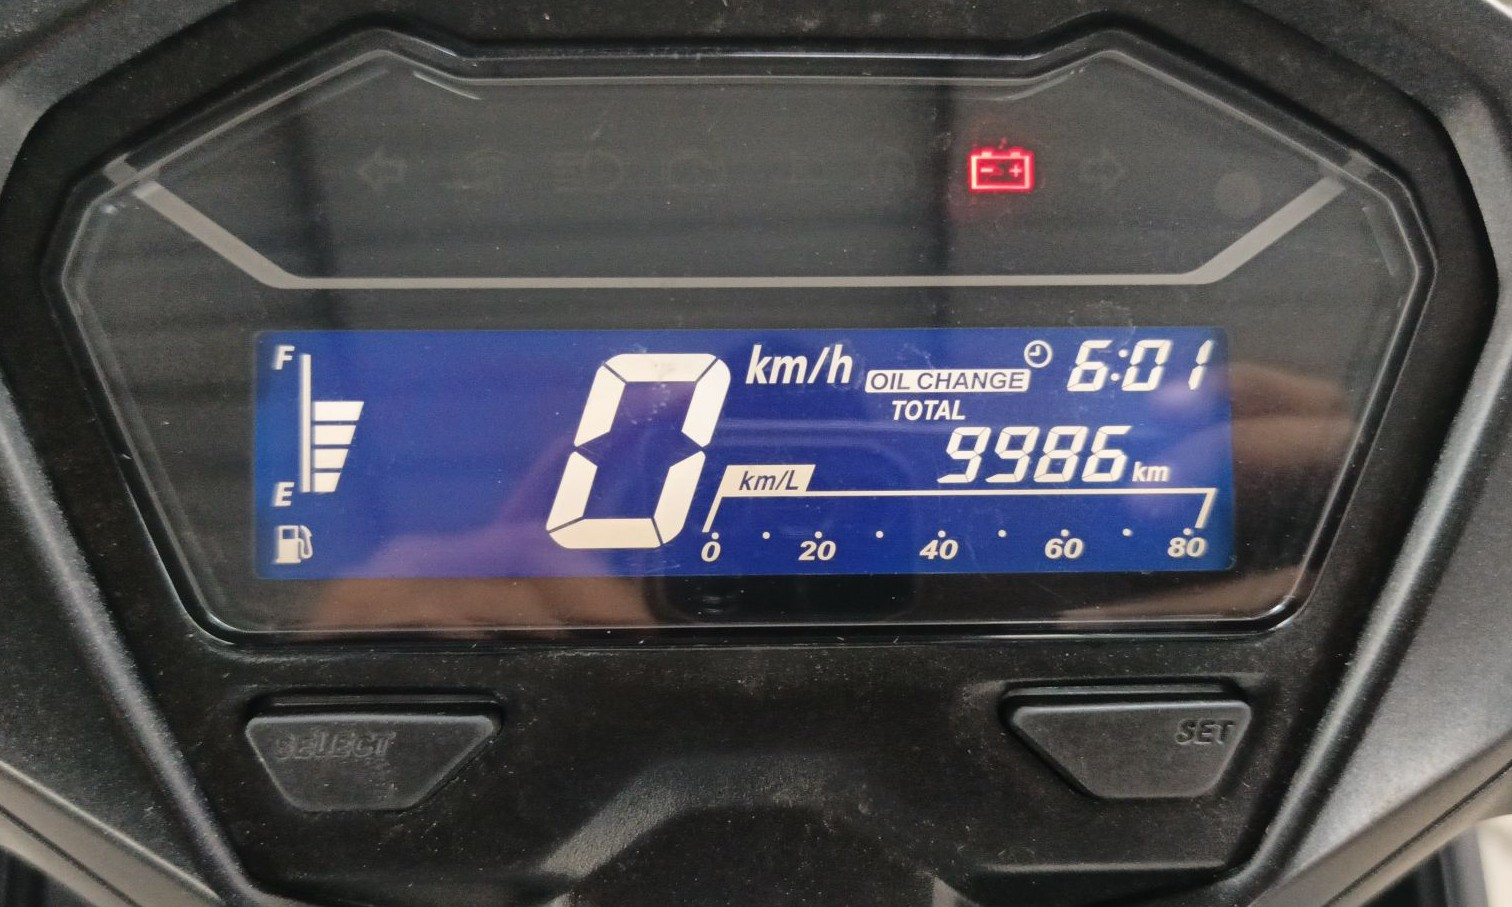 F
E
0 km/h
OIL CHANGE
6:01
TOTAL
9986 km
km/L
0 20 40 60 80
SELECT
SET